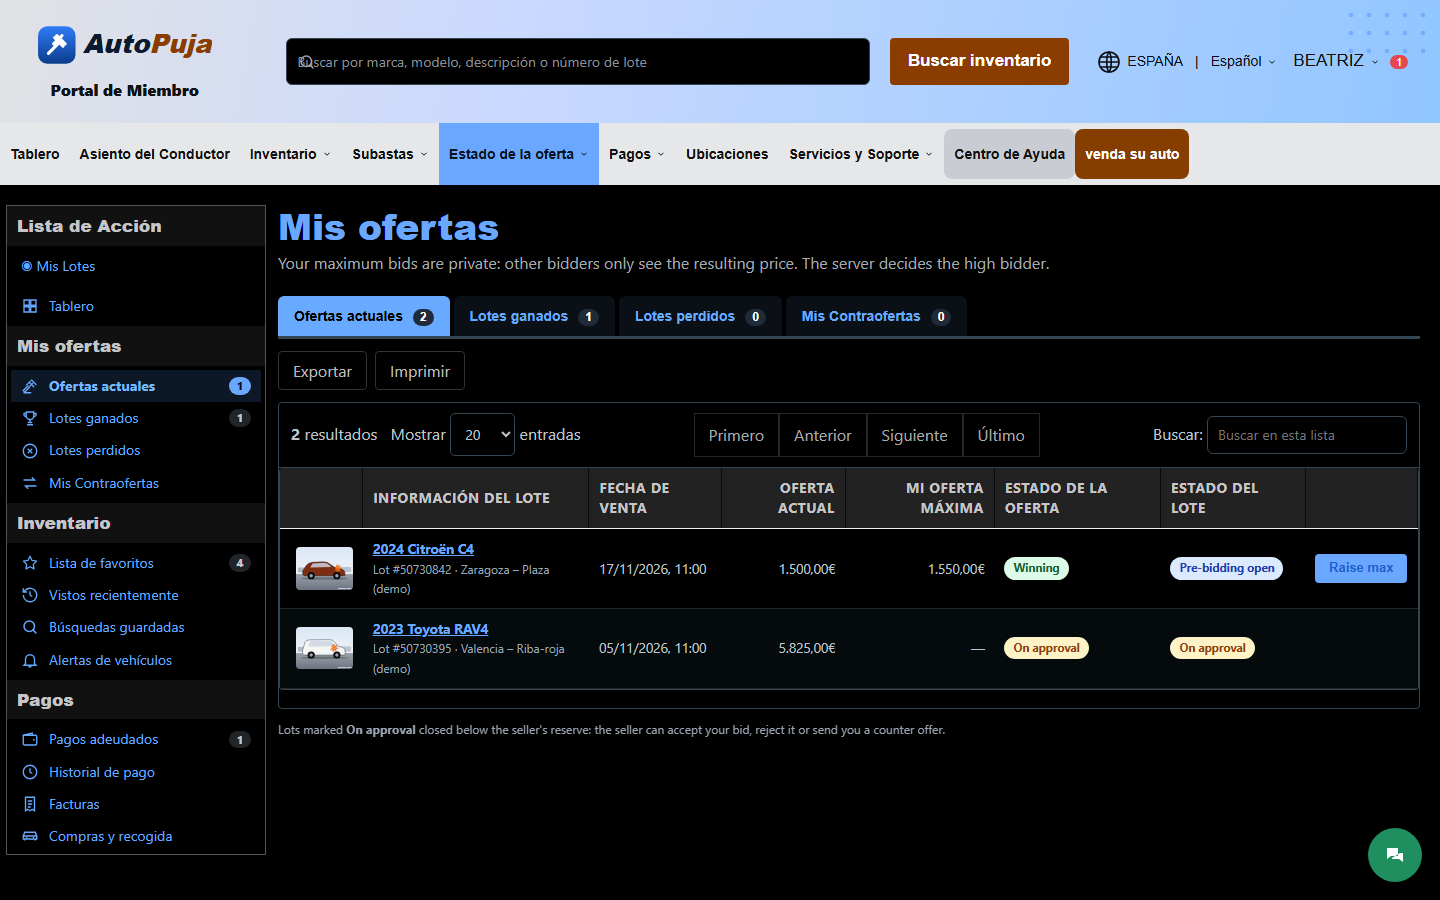 AutoPuja
Portal de Miembro
Buscar por marca, modelo, descripción o número de lote
Buscar inventario
ESPAÑA | Español
BEATRIZ 1
Tablero Asiento del Conductor Inventario Subastas Estado de la oferta Pagos Ubicaciones Servicios y Soporte Centro de Ayuda venda su auto
Lista de Acción
Mis Lotes
Tablero
Mis ofertas
Ofertas actuales 1
Lotes ganados 1
Lotes perdidos
Mis Contraofertas
Inventario
Lista de favoritos 4
Vistos recientemente
Búsquedas guardadas
Alertas de vehículos
Pagos
Pagos adeudados 1
Historial de pago
Facturas
Compras y recogida
Mis ofertas
Your maximum bids are private: other bidders only see the resulting price. The server decides the high bidder.
Ofertas actuales 2 Lotes ganados 1 Lotes perdidos 0 Mis Contraofertas 0
Exportar Imprimir
2 resultados Mostrar 20 entradas Primero Anterior Siguiente Último Buscar: Buscar en esta lista
INFORMACIÓN DEL LOTE
FECHA DE
VENTA
OFERTA
ACTUAL
MI OFERTA
MÁXIMA
ESTADO DE LA
OFERTA
ESTADO DEL
LOTE
2024 Citroën C4
Lot #50730842 · Zaragoza – Plaza
(demo)
17/11/2026, 11:00 1.500,00€ 1.550,00€ Winning Pre-bidding open Raise max
2023 Toyota RAV4
Lot #50730395 · Valencia – Riba-roja
(demo)
05/11/2026, 11:00 5.825,00€ — On approval On approval
Lots marked On approval closed below the seller's reserve: the seller can accept your bid, reject it or send you a counter offer.